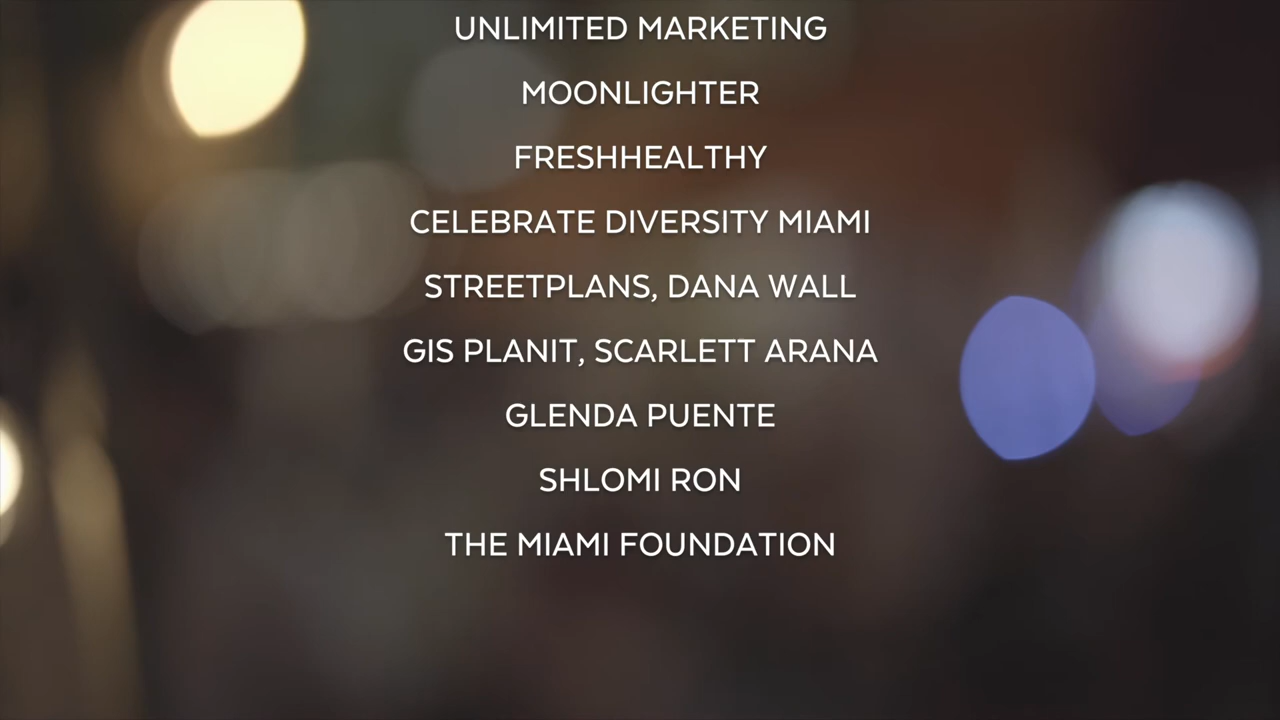 UNLIMITED MARKETING
MOONLIGHTER
FRESHHEALTHY
CELEBRATE DIVERSITY MIAMI
STREETPLANS, DANA WALL
GIS PLANIT, SCARLETT ARANA
GLENDA PUENTE
SHLOMI RON
THE MIAMI FOUNDATION